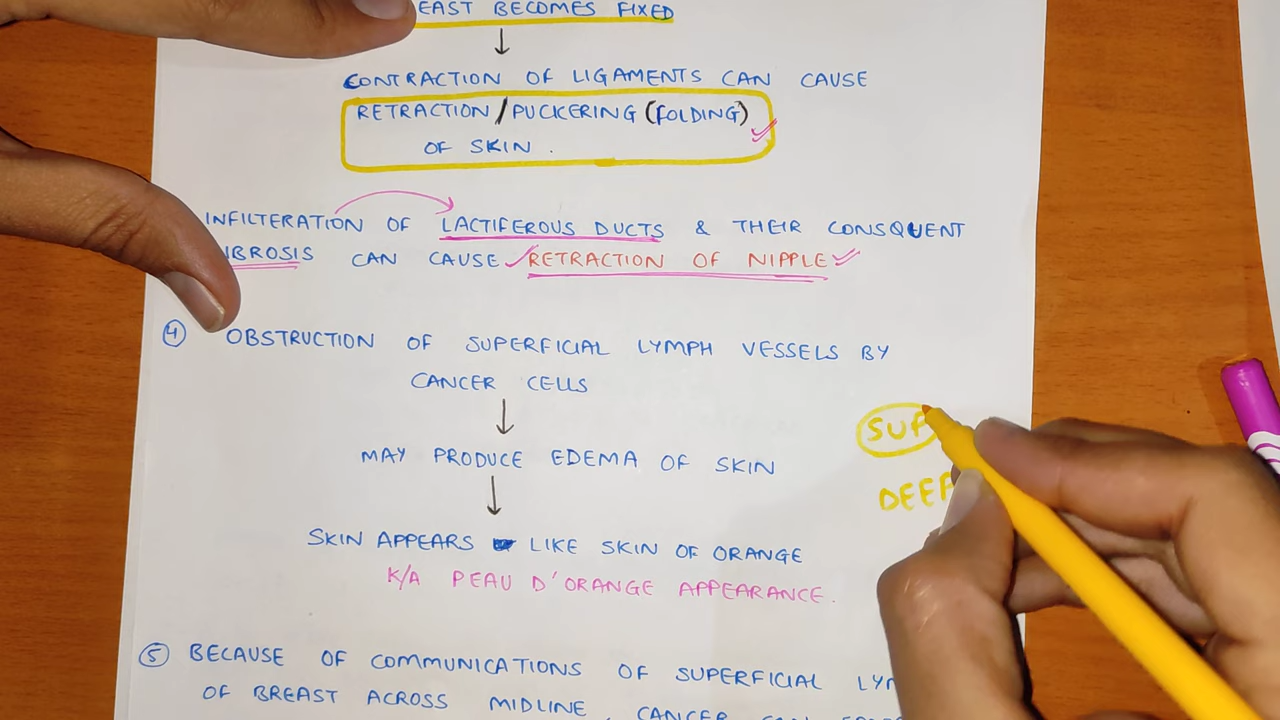 EAST BECOMES FIXED
CONTRACTION OF LIGAMENTS CAN CAUSE
RETRACTION / PUCKERING (FOLDING)
OF SKIN .
INFILTERATION OF LACTIFEROUS DUCTS & THEIR CONSQUENT
IBROSIS CAN CAUSE RETRACTION OF NIPPLE
4 OBSTRUCTION OF SUPERFICIAL LYMPH VESSELS BY
CANCER CELLS
SUP
MAY PRODUCE EDEMA OF SKIN
DEEP
SKIN APPEARS LIKE SKIN OF ORANGE
K/A PEAU D'ORANGE APPEARANCE.
5 BECAUSE OF COMMUNICATIONS OF SUPERFICIAL LYM
OF BREAST ACROSS MIDLINE, CANCER CAN